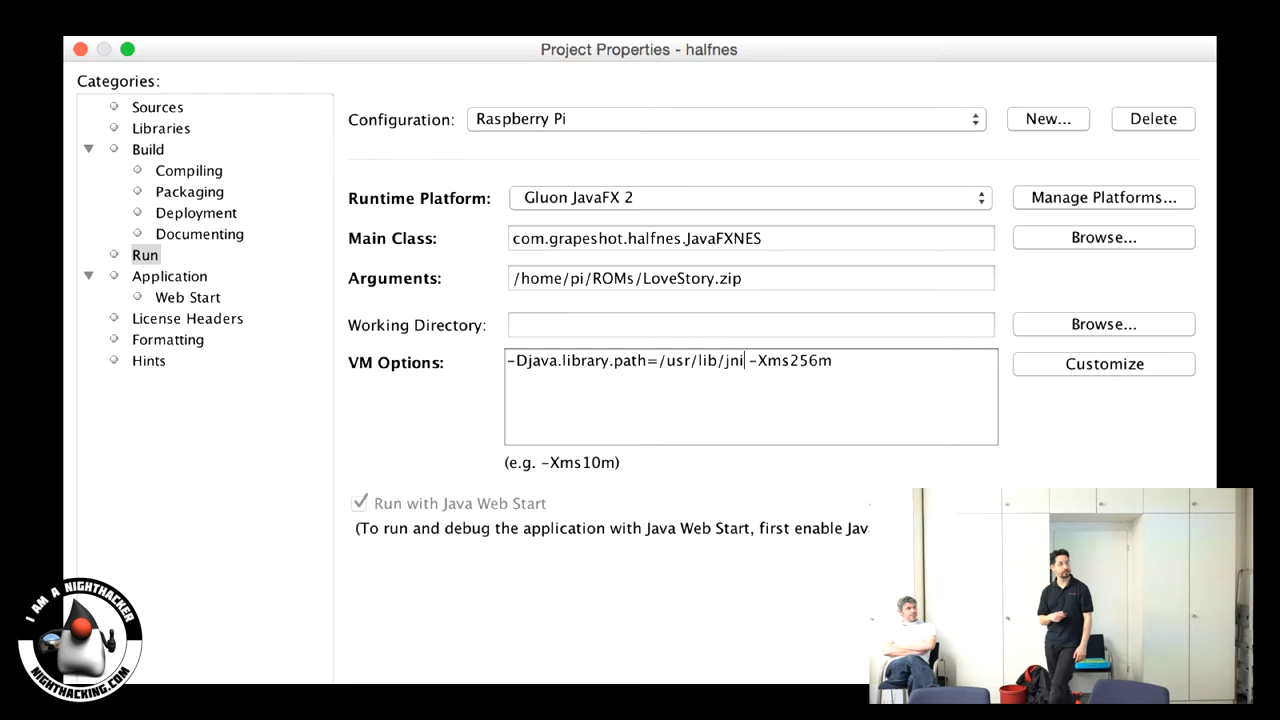 Project Properties - halfnes
Categories:
Sources
Libraries
Build
Compiling
Packaging
Deployment
Documenting
Run
Application
Web Start
License Headers
Formatting
Hints
Configuration: Raspberry Pi New... Delete
Runtime Platform: Gluon JavaFX 2 Manage Platforms...
Main Class: com.grapeshot.halfnes.JavaFXNES Browse...
Arguments: /home/pi/ROMs/LoveStory.zip
Working Directory: Browse...
VM Options: -Djava.library.path=/usr/lib/jni -Xms256m Customize
(e.g. -Xms10m)
Run with Java Web Start
(To run and debug the application with Java Web Start, first enable Jav
I AM A NIGHTHACKER
NIGHTHACKING.COM